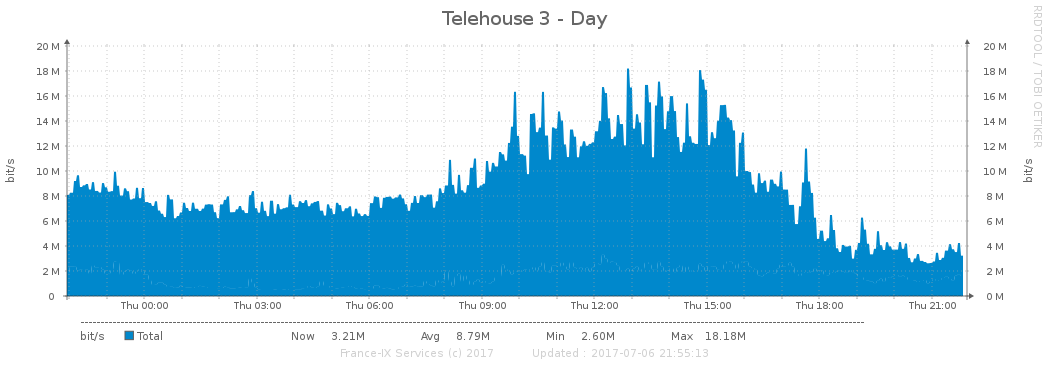 Telehouse 3 - Day
RRDTOOL / TOBI OETIKER
bit/s
20 M 20 M
18 M 18 M
16 M 16 M
14 M 14 M
12 M 12 M
10 M 10 M
8 M 8 M
6 M 6 M
4 M 4 M
2 M 2 M
0 0 M
bit/s
Thu 00:00 Thu 03:00 Thu 06:00 Thu 09:00 Thu 12:00 Thu 15:00 Thu 18:00 Thu 21:00
bit/s Total Now 3.21M Avg 8.79M Min 2.60M Max 18.18M
France-IX Services (c) 2017 Updated : 2017-07-06 21:55:13